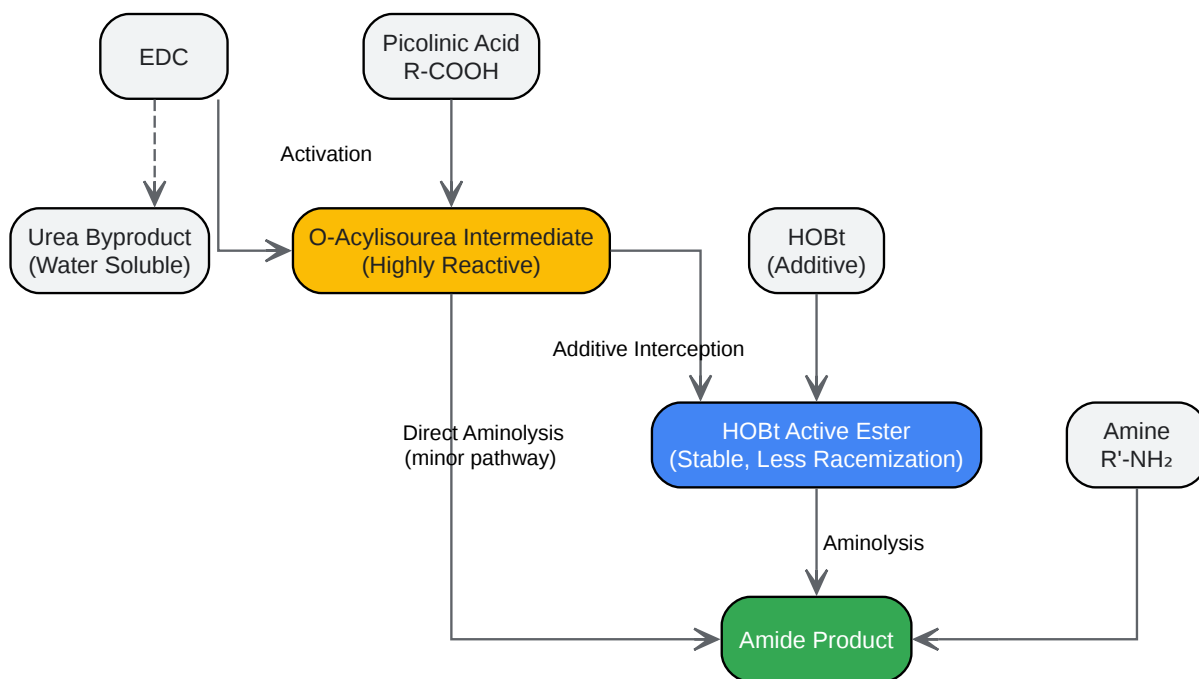 EDC
Picolinic Acid
R-COOH
Activation
Urea Byproduct
(Water Soluble)
O-Acylisourea Intermediate
(Highly Reactive)
HOBt
(Additive)
Additive Interception
Direct Aminolysis
(minor pathway)
HOBt Active Ester
(Stable, Less Racemization)
Amine
R'-NH₂
Aminolysis
Amide Product